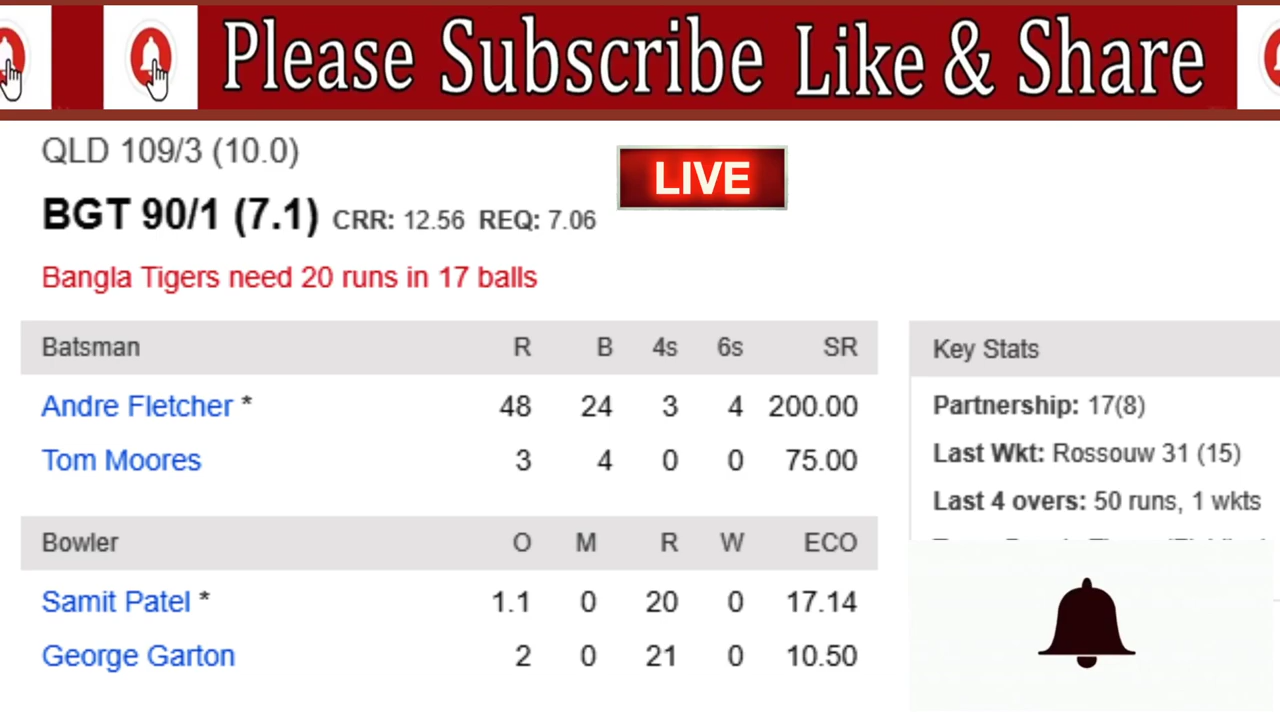 Please Subscribe Like & Share
QLD 109/3 (10.0)
LIVE
BGT 90/1 (7.1) CRR: 12.56 REQ: 7.06
Bangla Tigers need 20 runs in 17 balls
Batsman R B 4s 6s SR
Andre Fletcher * 48 24 3 4 200.00
Tom Moores 3 4 0 0 75.00
Bowler O M R W ECO
Samit Patel * 1.1 0 20 0 17.14
George Garton 2 0 21 0 10.50
Key Stats
Partnership: 17(8)
Last Wkt: Rossouw 31 (15)
Last 4 overs: 50 runs, 1 wkts